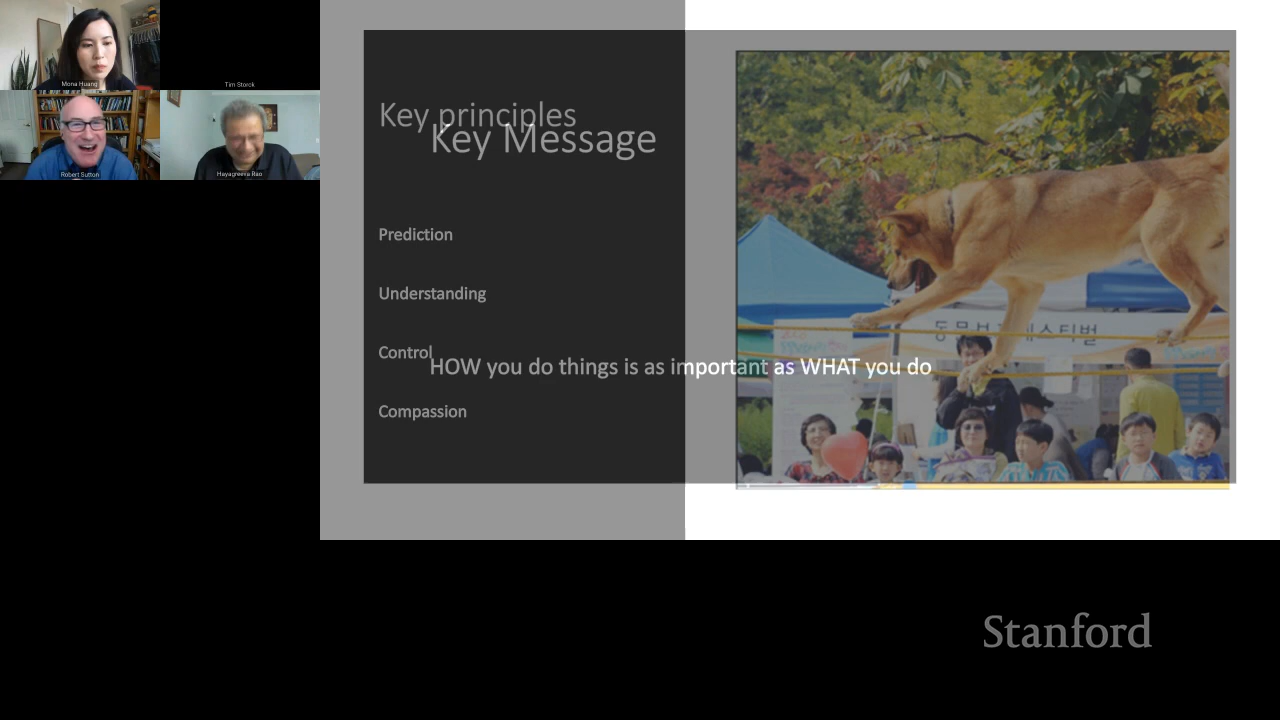 Mona Huang
Tim Storck
Robert Sutton
Hayagreeva Rao
Key principles
Key Message
Prediction
Understanding
Control
HOW you do things is as important as WHAT you do
Compassion
Stanford